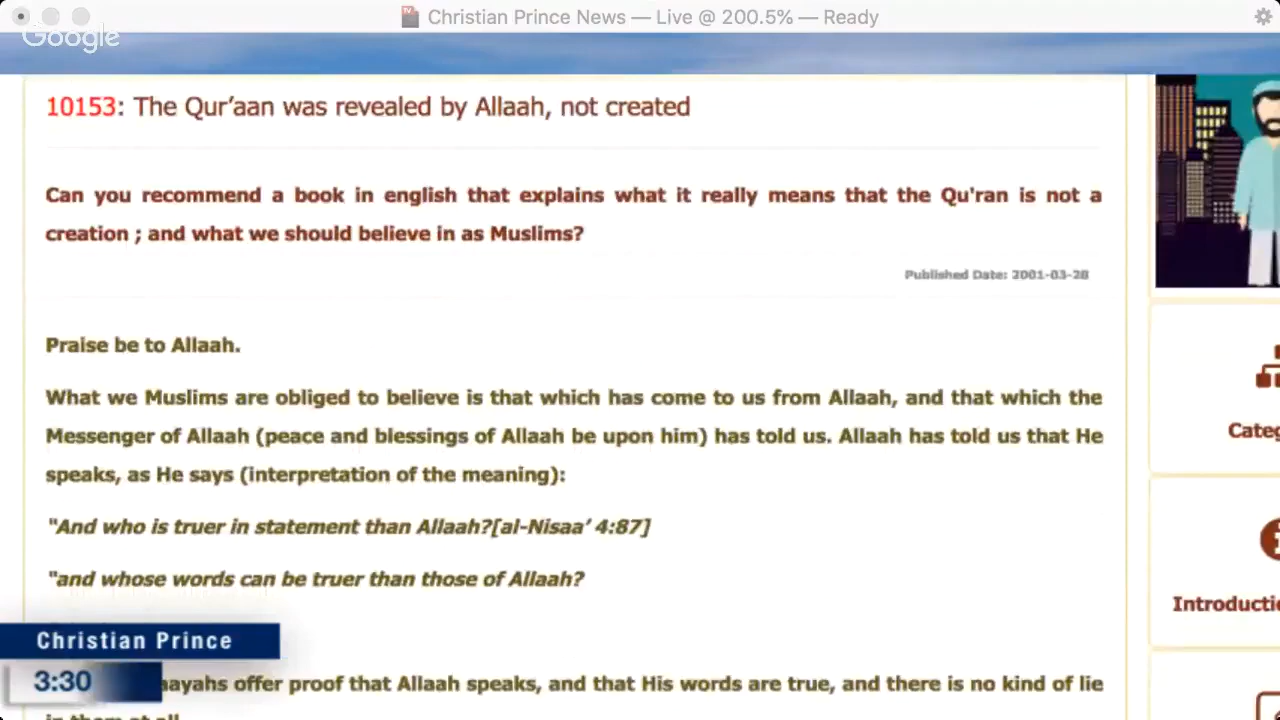 Christian Prince News — Live @ 200.5% — Ready
Google
10153: The Qur’aan was revealed by Allaah, not created
Can you recommend a book in english that explains what it really means that the Qu'ran is not a
creation ; and what we should believe in as Muslims?
Published Date: 2001-03-28
Praise be to Allaah.
What we Muslims are obliged to believe is that which has come to us from Allaah, and that which the
Messenger of Allaah (peace and blessings of Allaah be upon him) has told us. Allaah has told us that He
speaks, as He says (interpretation of the meaning):
"And who is truer in statement than Allaah?[al-Nisaa’ 4:87]
"and whose words can be truer than those of Allaah?
Categ
Introductio
Christian Prince
3:30
aayahs offer proof that Allaah speaks, and that His words are true, and there is no kind of lie
in them at all